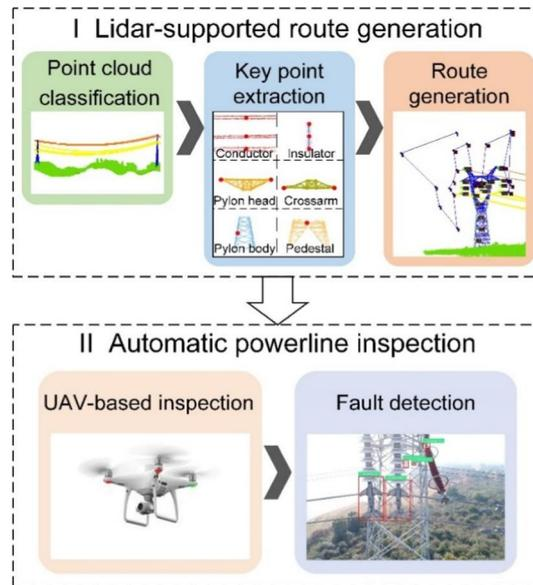 I Lidar-supported route generation
Point cloud
classification
Key point
extraction
Route
generation
Conductor
Insulator
Pylon head
Crossarm
Pylon body
Pedestal
II Automatic powerline inspection
UAV-based inspection
Fault detection